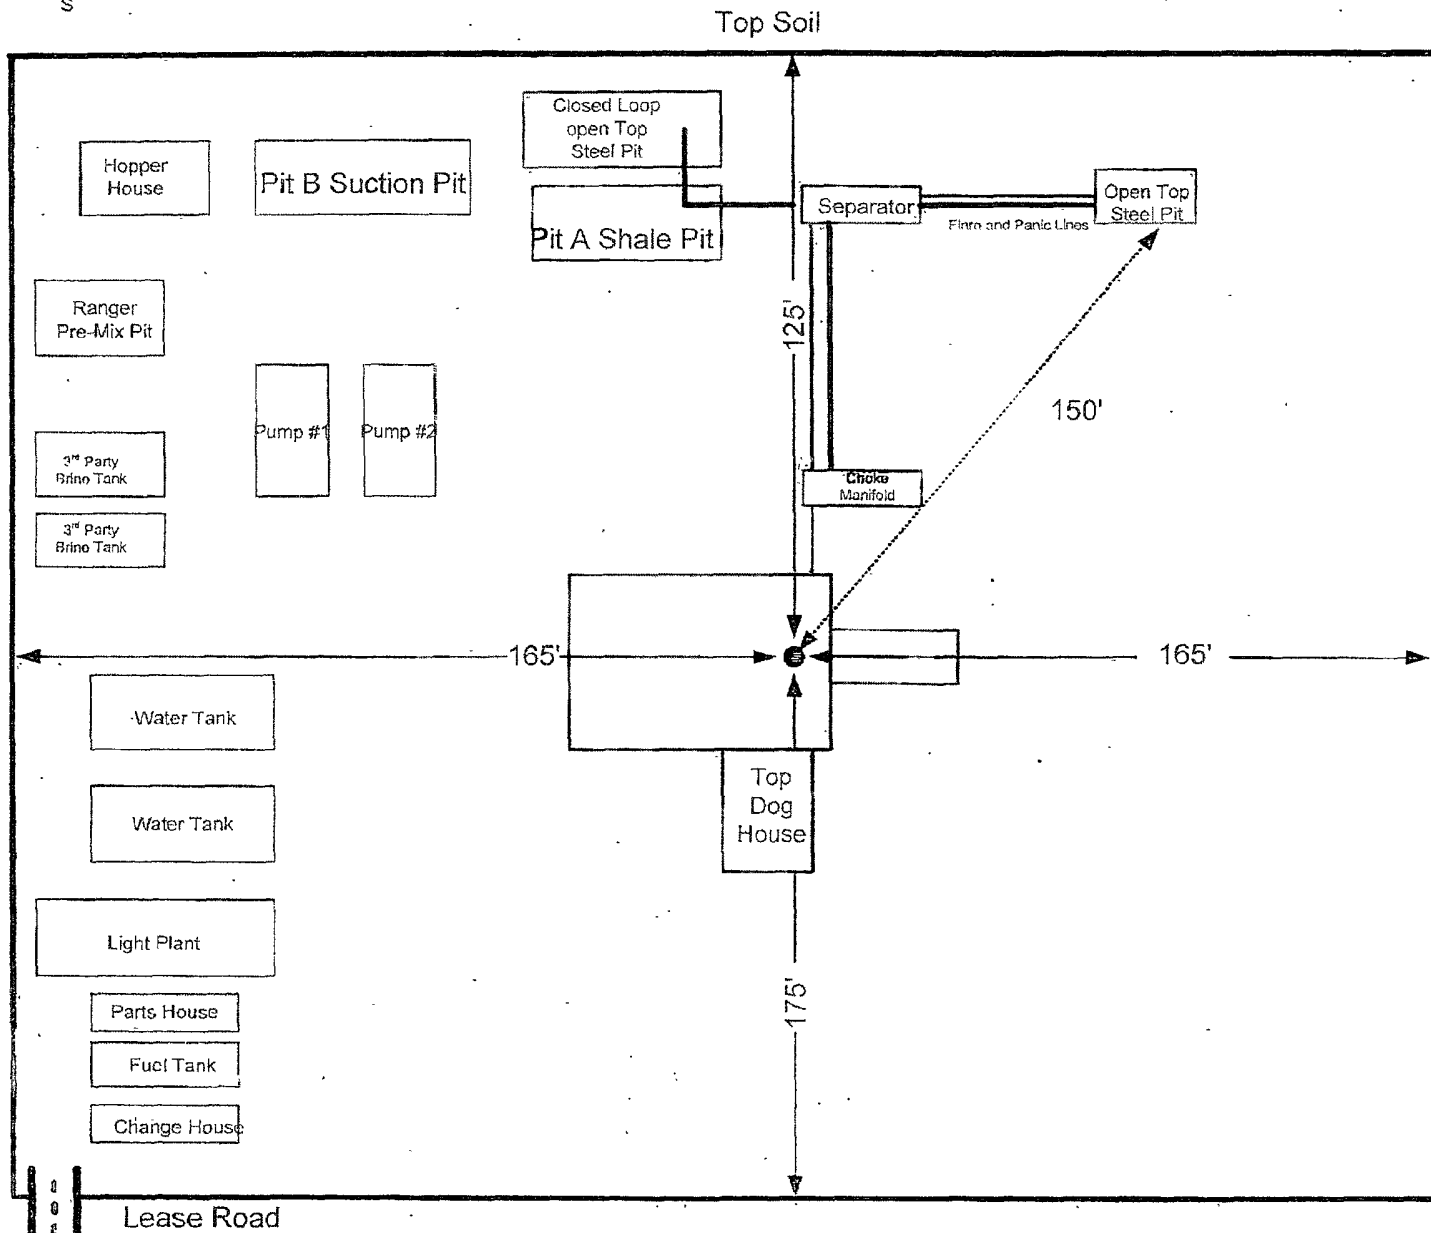 S
Top Soil
Closed Loop
open Top
Steel Pit
Hopper
House
Pit B Suction Pit
Pit A Shale Pit
Separator
Open Top
Steel Pit
Flare and Panic Lines
Ranger
Pre-Mix Pit
125'
150'
Pump #1
Pump #2
3rd Party
Brine Tank
Choke
Manifold
3rd Party
Brine Tank
165'
165'
Water Tank
Top
Dog
House
Water Tank
Light Plant
175'
Parts House
Fuel Tank
Change House
Lease Road